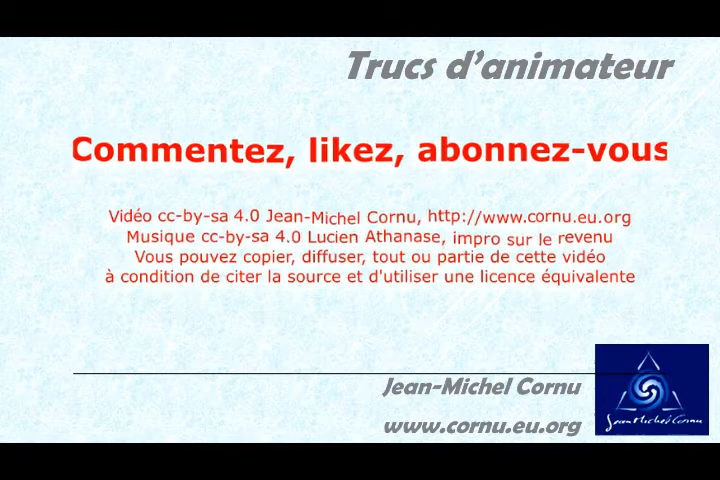 Trucs d’animateur
Commentez, likez, abonnez-vous
Vidéo cc-by-sa 4.0 Jean-Michel Cornu, http://www.cornu.eu.org
Musique cc-by-sa 4.0 Lucien Athanase, impro sur le revenu
Vous pouvez copier, diffuser, tout ou partie de cette vidéo
à condition de citer la source et d'utiliser une licence équivalente
Jean-Michel Cornu
www.cornu.eu.org
Jean Michel Cornu